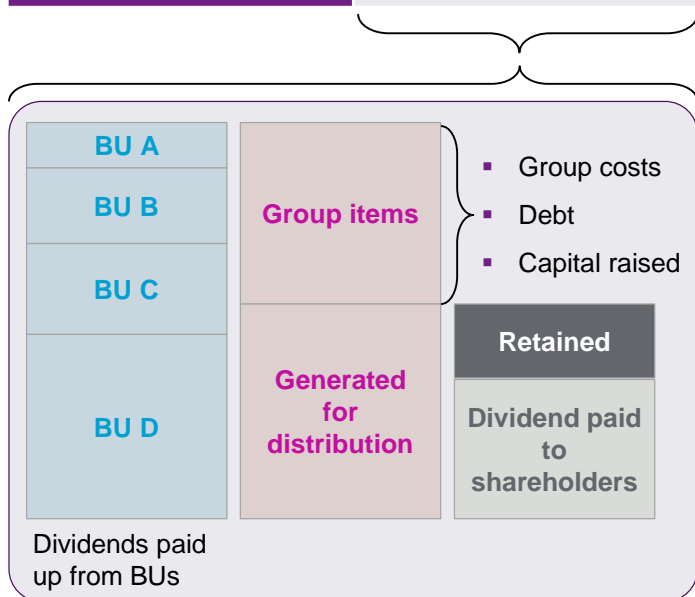 BU A
BU B
BU C
BU D
Dividends paid
up from BUs
Group items
Generated
for
distribution
▪ Group costs
▪ Debt
▪ Capital raised
Retained
Dividend paid
to
shareholders